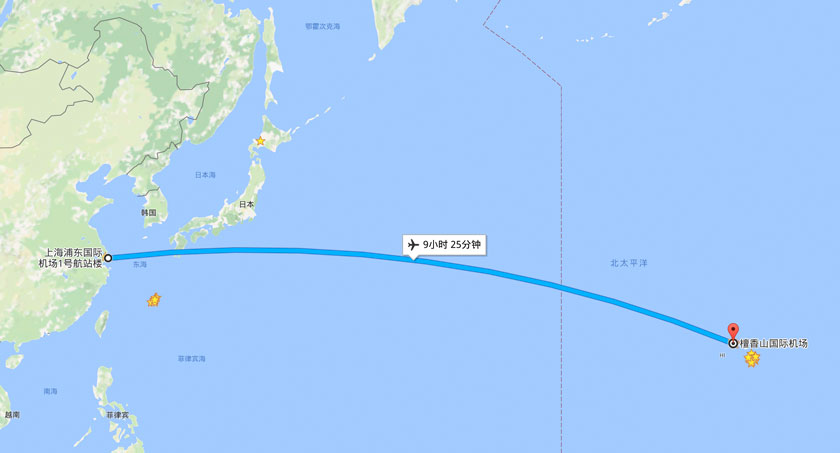 鄂霍次克海
日本海
韩国
日本
9小时 25分钟
上海浦东国际
机场1号航站楼
东海
北太平洋
檀香山国际机场
HI
菲律宾海
南海
越南
菲律宾